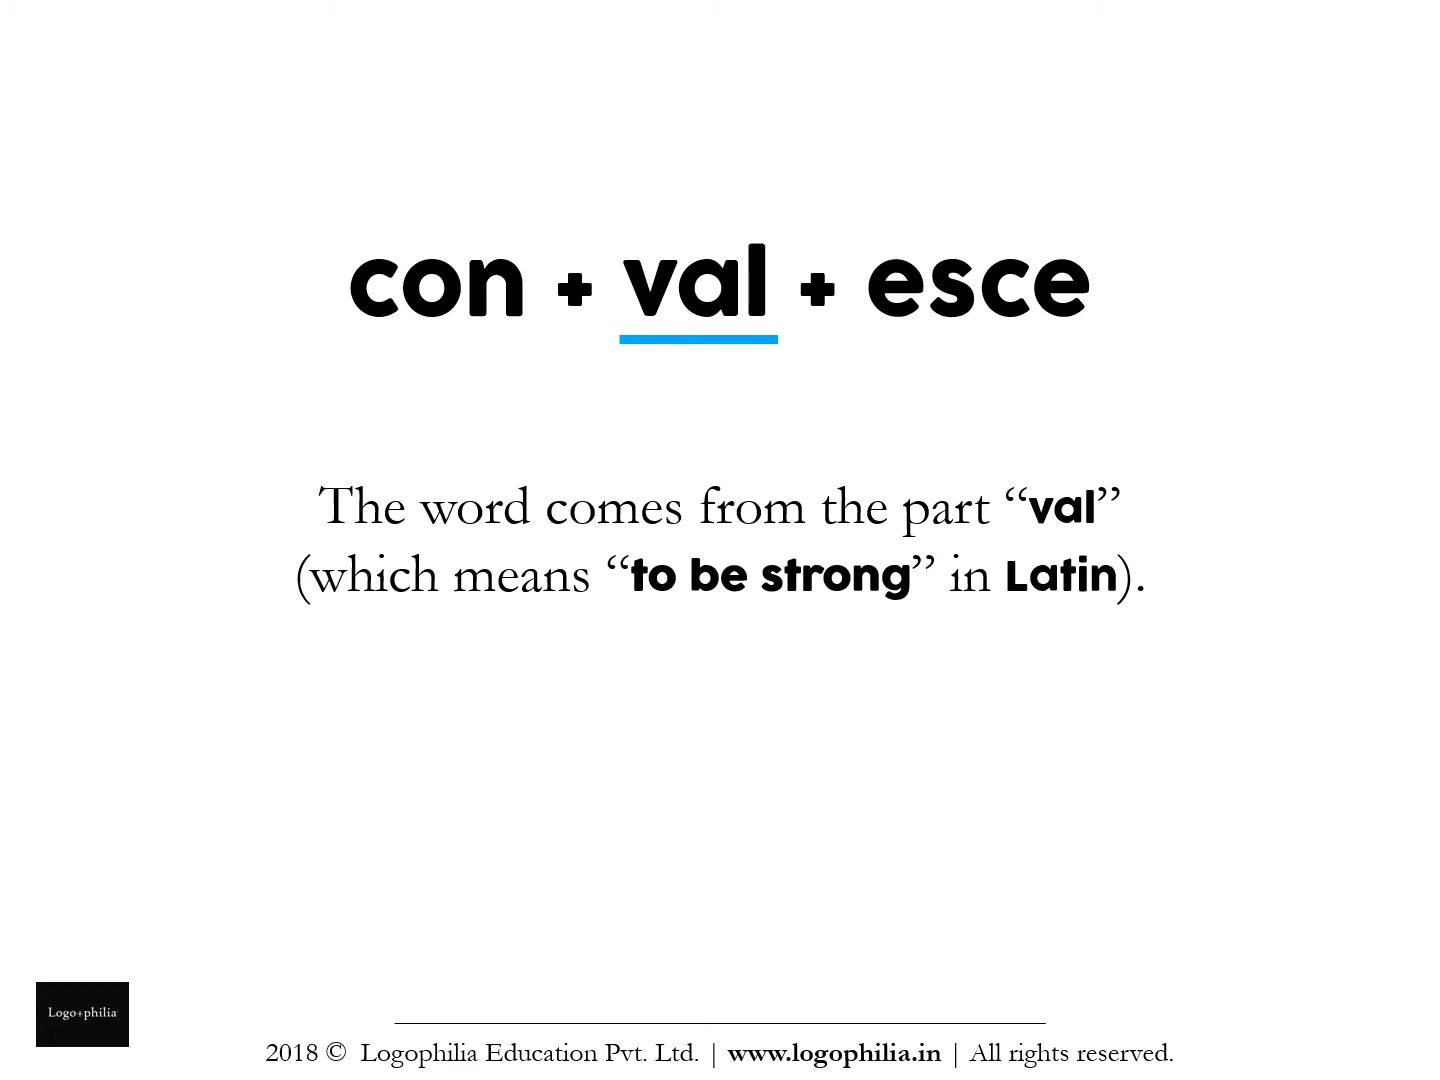 con + val + esce
The word comes from the part “val”
(which means “to be strong” in Latin).
Logo+philia
2018 © Logophilia Education Pvt. Ltd. | www.logophilia.in | All rights reserved.